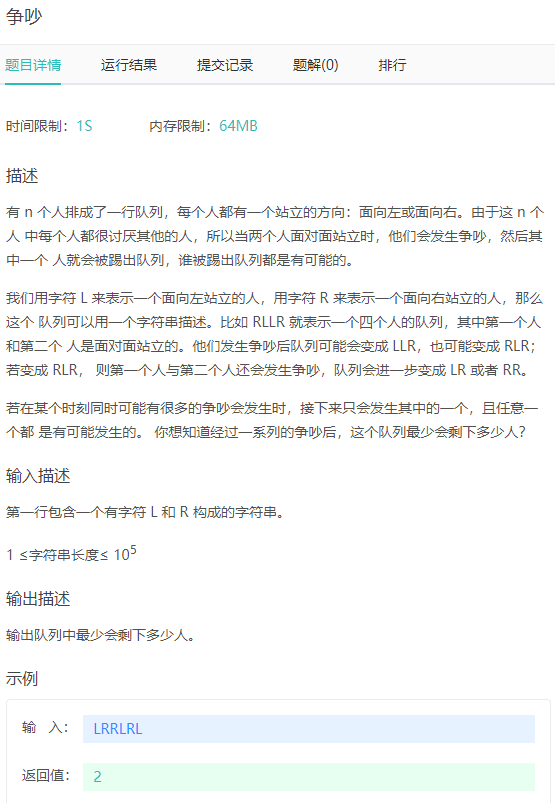 争吵
题目详情 运行结果 提交记录 题解(0) 排行
时间限制：1S 内存限制：64MB
描述
有 n 个人排成了一行队列，每个人都有一个站立的方向：面向左或面向右。由于这 n 个
人 中每个人都很讨厌其他的人，所以当两个人面对面站立时，他们会发生争吵，然后其
中一个 人就会被踢出队列，谁被踢出队列都是有可能的。
我们用字符 L 来表示一个面向左站立的人，用字符 R 来表示一个面向右站立的人，那么
这个 队列可以用一个字符串描述。比如 RLLR 就表示一个四个人的队列，其中第一个人
和第二个 人是面对面站立的。他们发生争吵后队列可能会变成 LLR，也可能变成 RLR；
若变成 RLR， 则第一个人与第二个人还会发生争吵，队列会进一步变成 LR 或者 RR。
若在某个时刻同时可能有很多的争吵会发生时，接下来只会发生其中的一个，且任意一
个都 是有可能发生的。 你想知道经过一系列的争吵后，这个队列最少会剩下多少人？
输入描述
第一行包含一个有字符 L 和 R 构成的字符串。
1 ≤字符串长度≤ 10⁵
输出描述
输出队列中最少会剩下多少人。
示例
输 入： LRRLRL
返回值： 2